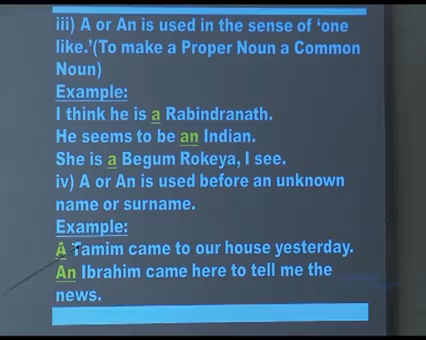 iii) A or An is used in the sense of ‘one
like.’(To make a Proper Noun a Common
Noun)
Example:
I think he is a Rabindranath.
He seems to be an Indian.
She is a Begum Rokeya, I see.
iv) A or An is used before an unknown
name or surname.
Example:
A Tamim came to our house yesterday.
An Ibrahim came here to tell me the
news.